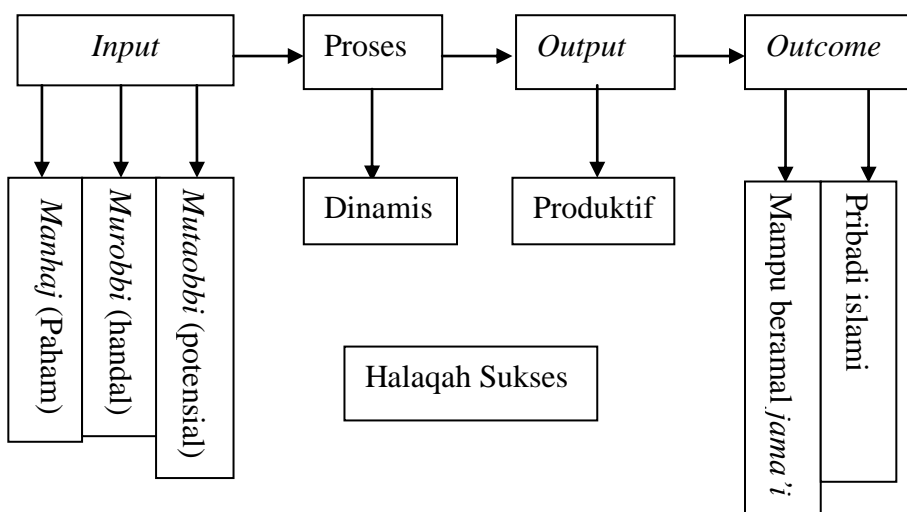 Input
Proses
Output
Outcome
Manhaj (Paham)
Murobbi (handal)
Mutaobbi (potensial)
Dinamis
Produktif
Mampu beramal jama’i
Pribadi islami
Halaqah Sukses